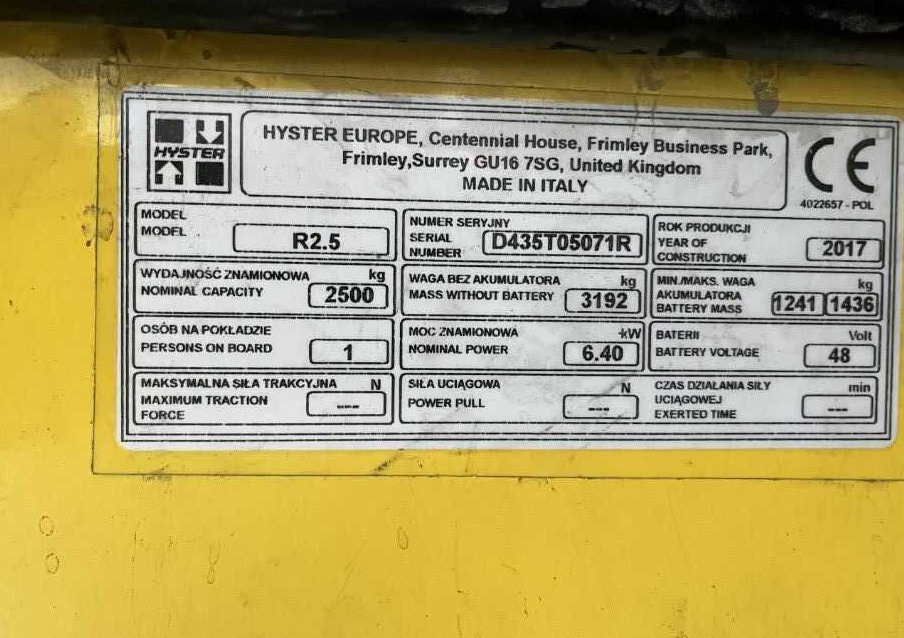 HYSTER
HYSTER EUROPE, Centennial House, Frimley Business Park,
Frimley,Surrey GU16 7SG, United Kingdom
MADE IN ITALY
CE
4022657 - POL
MODEL
MODEL
R2.5
NUMER SERYJNY
SERIAL
NUMBER
D435T05071R
ROK PRODUKCJI
YEAR OF
CONSTRUCTION
2017
WYDAJNOŚĆ ZNAMIONOWA kg
NOMINAL CAPACITY
2500
WAGA BEZ AKUMULATORA kg
MASS WITHOUT BATTERY
3192
MIN./MAKS. WAGA kg
AKUMULATORA
BATTERY MASS
1241 1436
OSÓB NA POKŁADZIE
PERSONS ON BOARD
1
MOC ZNAMIONOWA kW
NOMINAL POWER
6.40
BATERII Volt
BATTERY VOLTAGE
48
MAKSYMALNA SIŁA TRAKCYJNA N
MAXIMUM TRACTION
FORCE
---
SIŁA UCIĄGOWA N
POWER PULL
---
CZAS DZIAŁANIA SIŁY min
UCIĄGOWEJ
EXERTED TIME
---